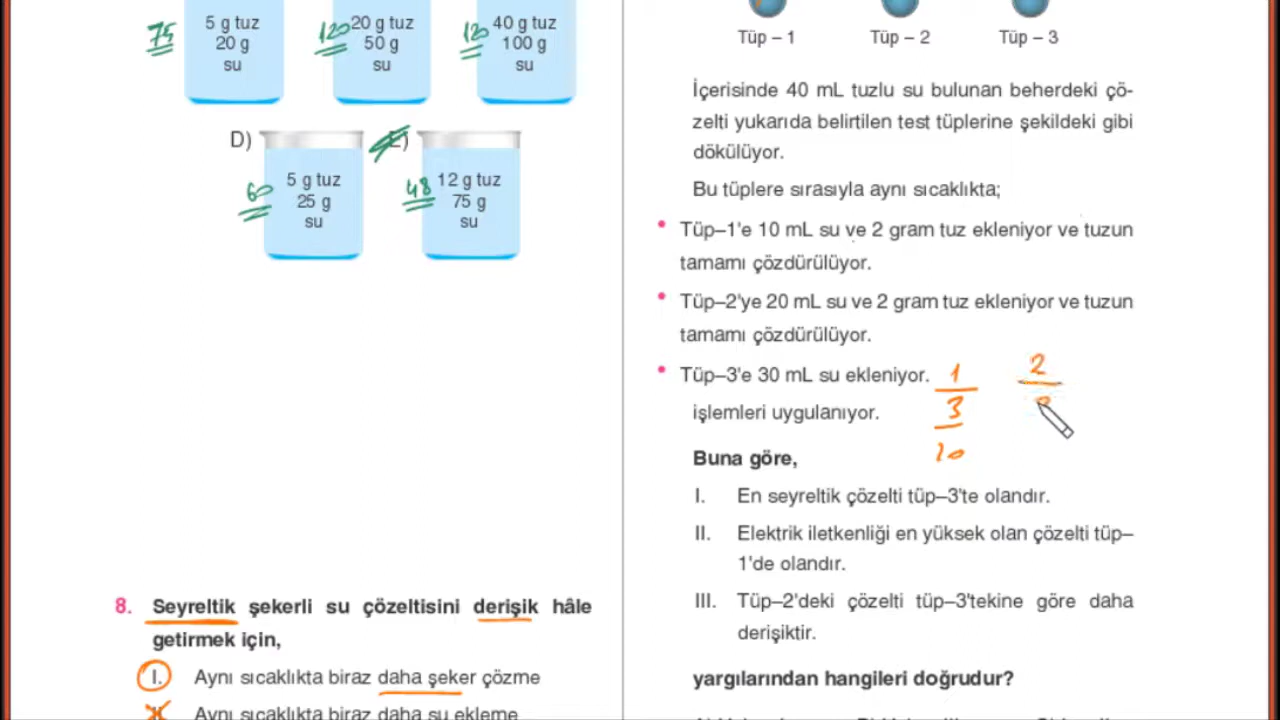 75
5 g tuz
20 g
su
120
20 g tuz
50 g
su
120
40 g tuz
100 g
su
D)
60
5 g tuz
25 g
su
E)
48
12 g tuz
75 g
su
8. Seyreltik şekerli su çözeltisini derişik hâle
getirmek için,
I. Aynı sıcaklıkta biraz daha şeker çözme
II. Aynı sıcaklıkta biraz daha su ekleme
Tüp – 1 Tüp – 2 Tüp – 3
İçerisinde 40 mL tuzlu su bulunan beherdeki çö-
zelti yukarıda belirtilen test tüplerine şekildeki gibi
dökülüyor.
Bu tüplere sırasıyla aynı sıcaklıkta;
• Tüp–1'e 10 mL su ve 2 gram tuz ekleniyor ve tuzun
tamamı çözdürülüyor.
• Tüp–2'ye 20 mL su ve 2 gram tuz ekleniyor ve tuzun
tamamı çözdürülüyor.
• Tüp–3'e 30 mL su ekleniyor.
işlemleri uygulanıyor.
1
3
10
2
Buna göre,
I. En seyreltik çözelti tüp–3'te olandır.
II. Elektrik iletkenliği en yüksek olan çözelti tüp–
1'de olandır.
III. Tüp–2'deki çözelti tüp–3'tekine göre daha
derişiktir.
yargılarından hangileri doğrudur?